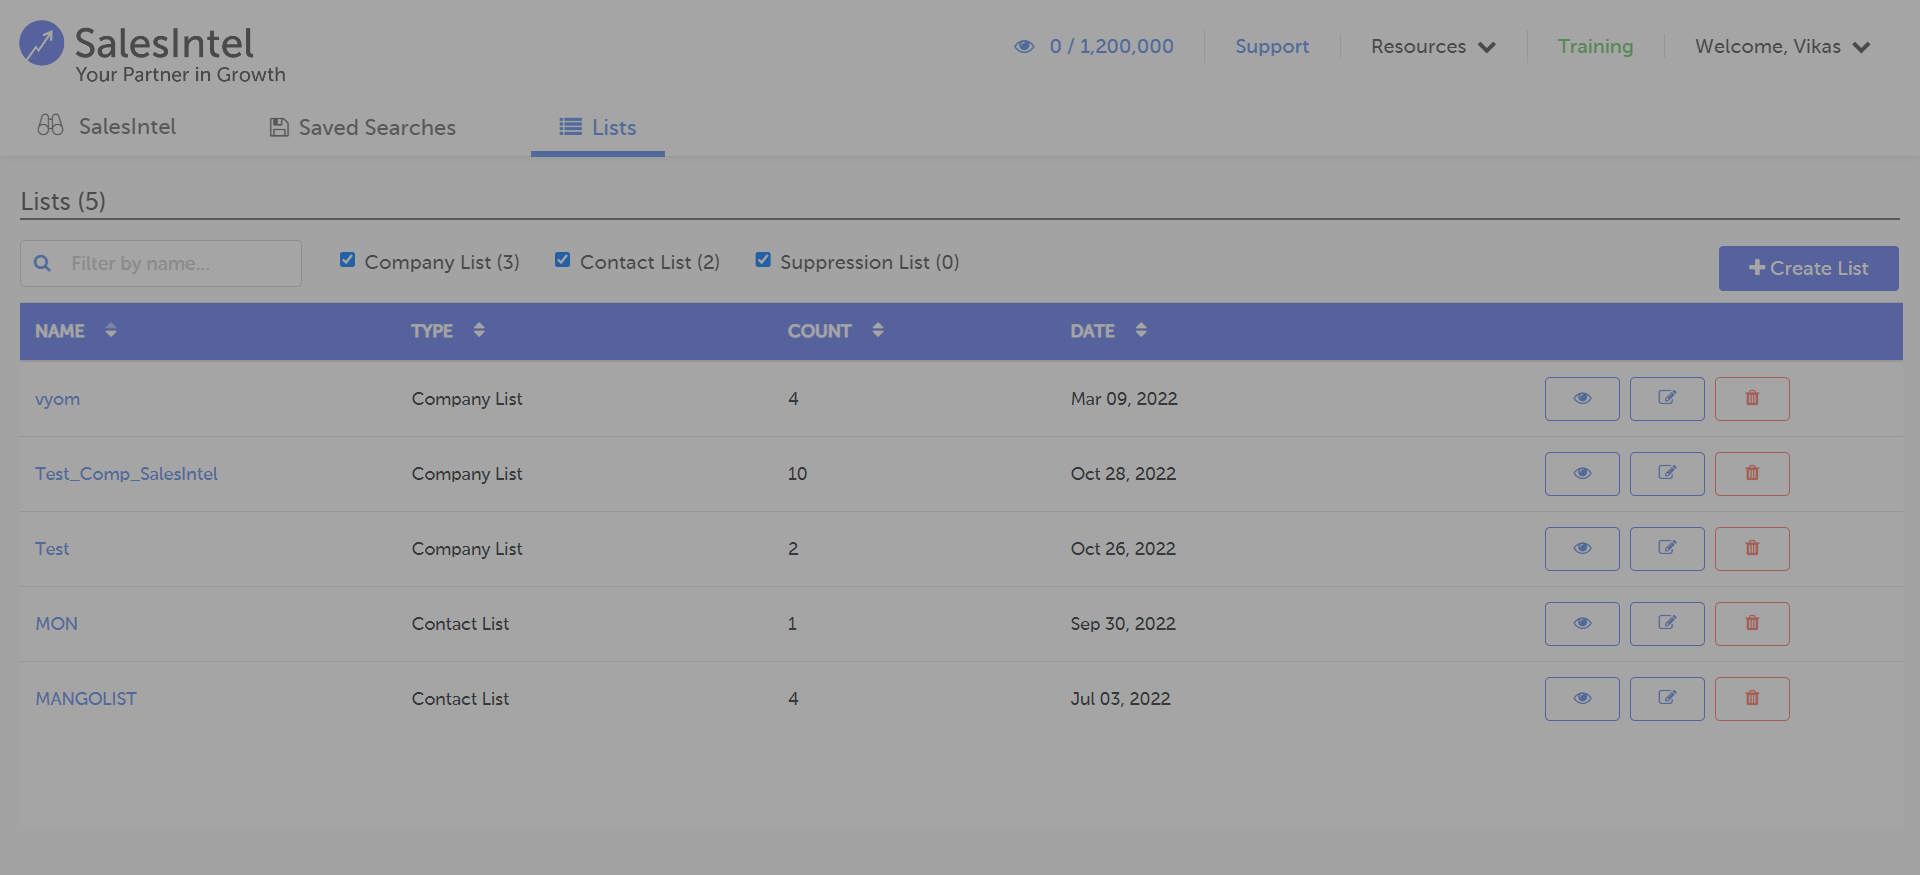 SalesIntel
Your Partner in Growth
0 / 1,200,000
Support
Resources
Training
Welcome, Vikas
SalesIntel
Saved Searches
Lists
Lists (5)
Filter by name...
Company List (3)
Contact List (2)
Suppression List (0)
Create List
NAME TYPE COUNT DATE
vyom Company List 4 Mar 09, 2022
Test_Comp_SalesIntel Company List 10 Oct 28, 2022
Test Company List 2 Oct 26, 2022
MON Contact List 1 Sep 30, 2022
MANGOLIST Contact List 4 Jul 03, 2022